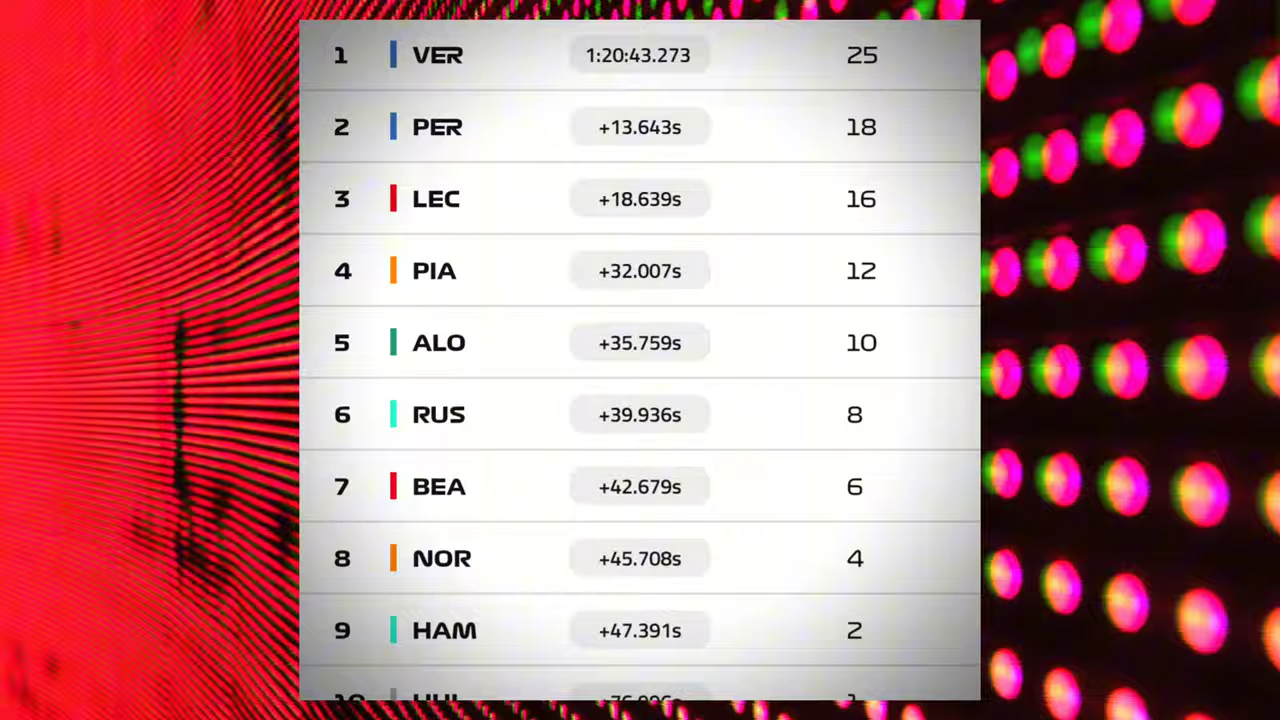 1 VER 1:20:43.273 25
2 PER +13.643s 18
3 LEC +18.639s 16
4 PIA +32.007s 12
5 ALO +35.759s 10
6 RUS +39.936s 8
7 BEA +42.679s 6
8 NOR +45.708s 4
9 HAM +47.391s 2
10